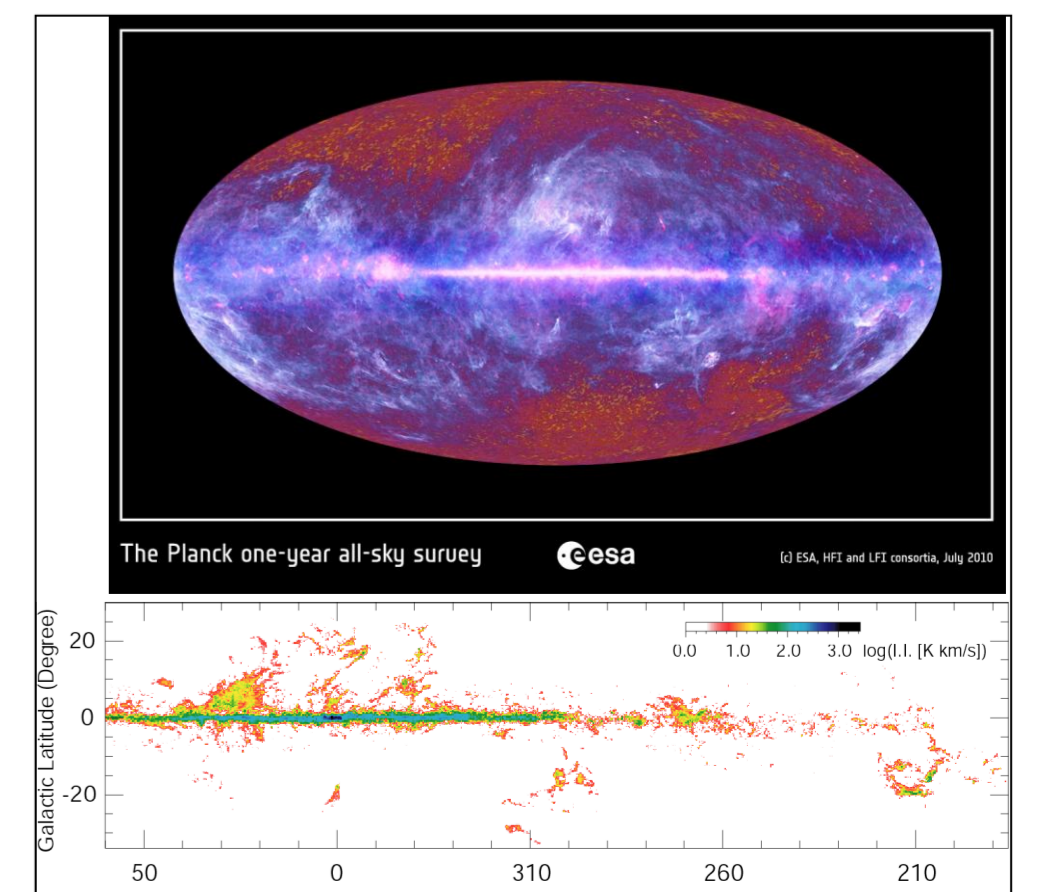 The Planck one-year all-sky survey
esa
(c) ESA, HFI and LFI consortia, July 2010
Galactic Latitude (Degree)
20
0
-20
0.0 1.0 2.0 3.0 log(I.I. [K km/s])
50 0 310 260 210